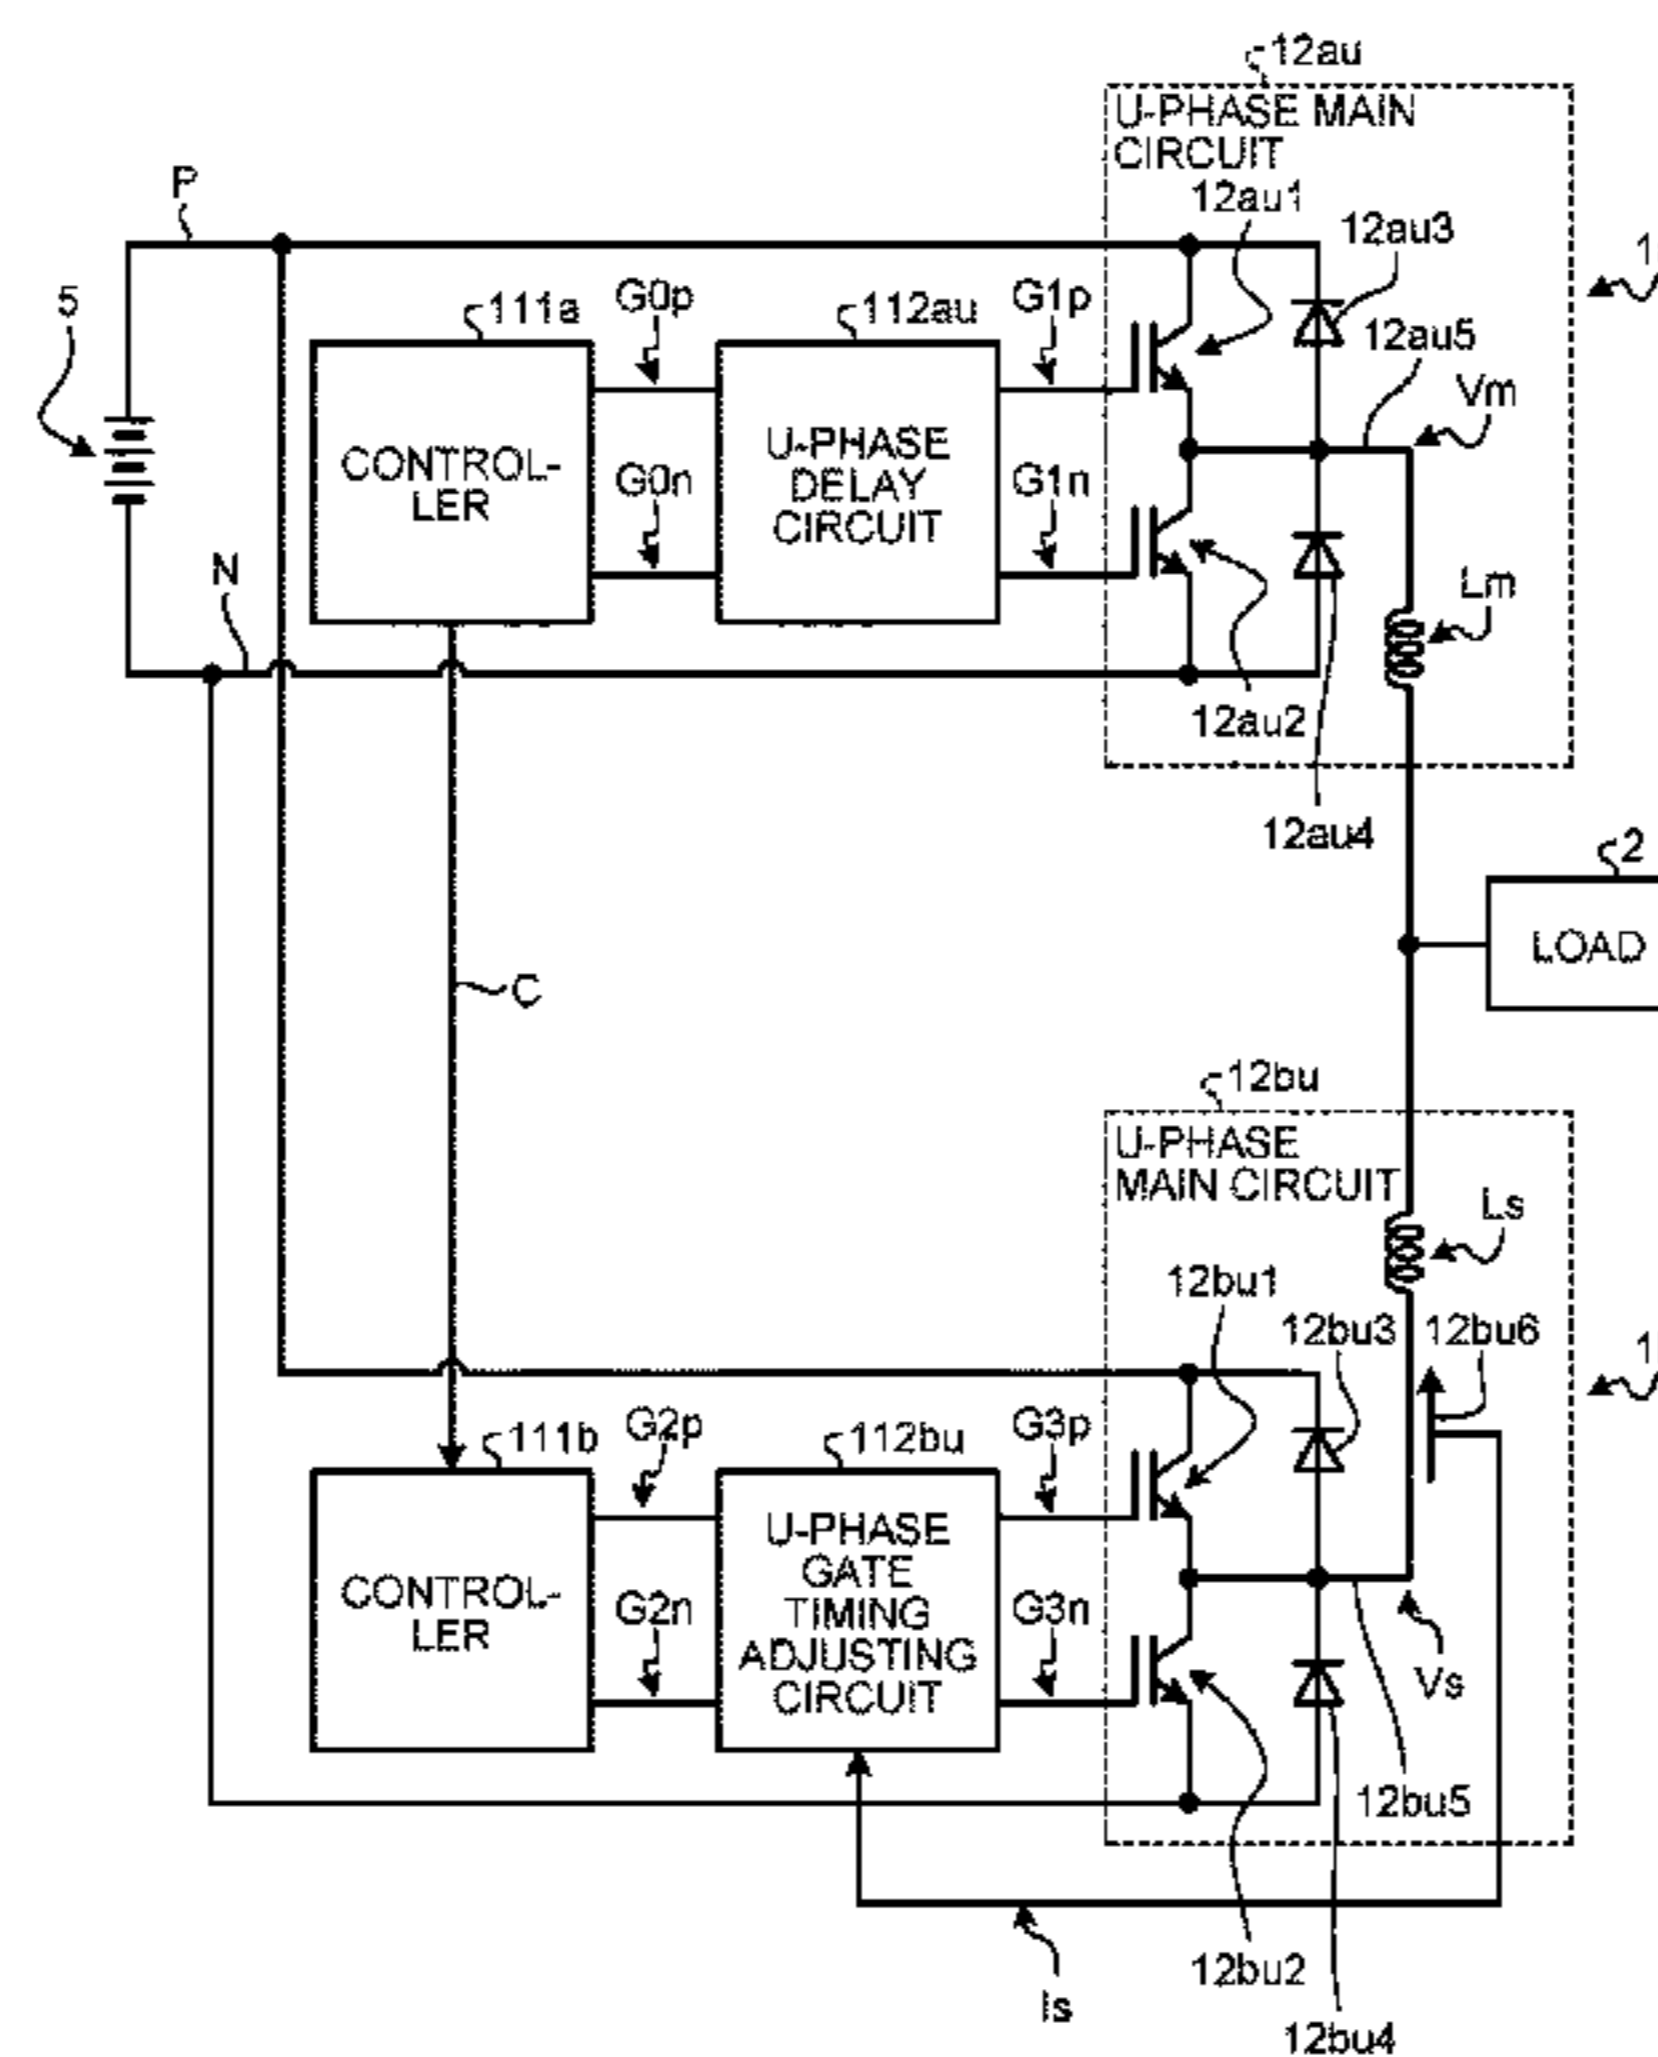 12au
U-PHASE MAIN
CIRCUIT
P
12au1
12au3
5
111a
G0p
112au
G1p
12au5
Vm
CONTROL-
LER
U-PHASE
DELAY
CIRCUIT
G0n
G1n
N
Lm
12au2
12au4
2
LOAD
C
12bu
U-PHASE
MAIN CIRCUIT
Ls
12bu1
12bu3
12bu6
111b
G2p
112bu
G3p
CONTROL-
LER
U-PHASE
GATE
TIMING
ADJUSTING
CIRCUIT
G2n
G3n
Vs
12bu5
12bu2
Is
12bu4